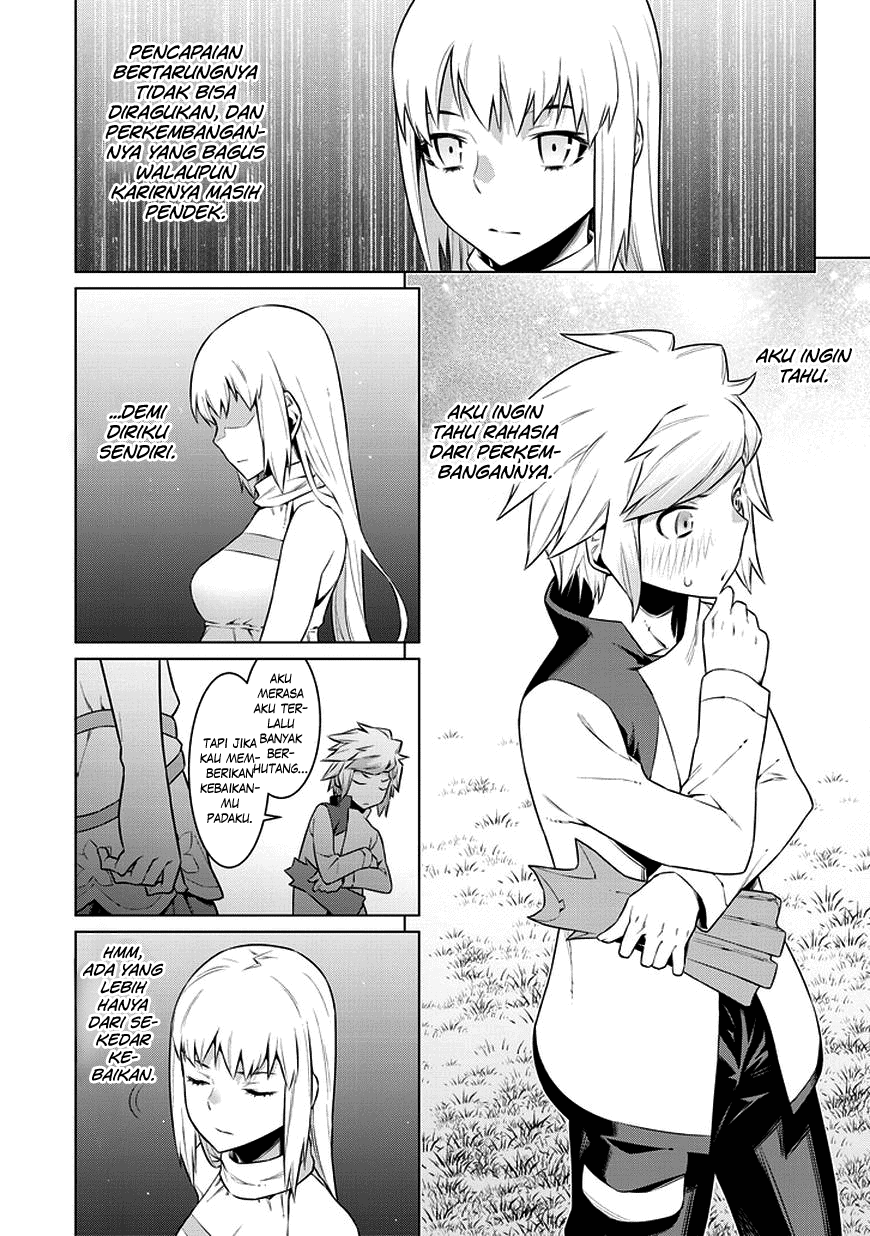 PENCAPAIAN
BERTARUNGNYA
TIDAK BISA
DIRAGUKAN, DAN
PERKEMBANGAN-
NYA YANG BAGUS
WALAUPUN
KARIRNYA MASIH
PENDEK.
AKU INGIN
TAHU.
AKU INGIN
TAHU RAHASIA
DARI PERKEM-
BANGANNYA.
...DEMI
DIRIKU
SENDIRI.
AKU
MERASA
AKU TER-
LALU
BANYAK
BER-
HUTANG...
TAPI JIKA
KAU MEM-
BERIKAN
KEBAIKAN-
MU
PADAKU.
HMM,
ADA YANG
LEBIH
HANYA
DARI SE-
KEDAR
KE-
BAIKAN.